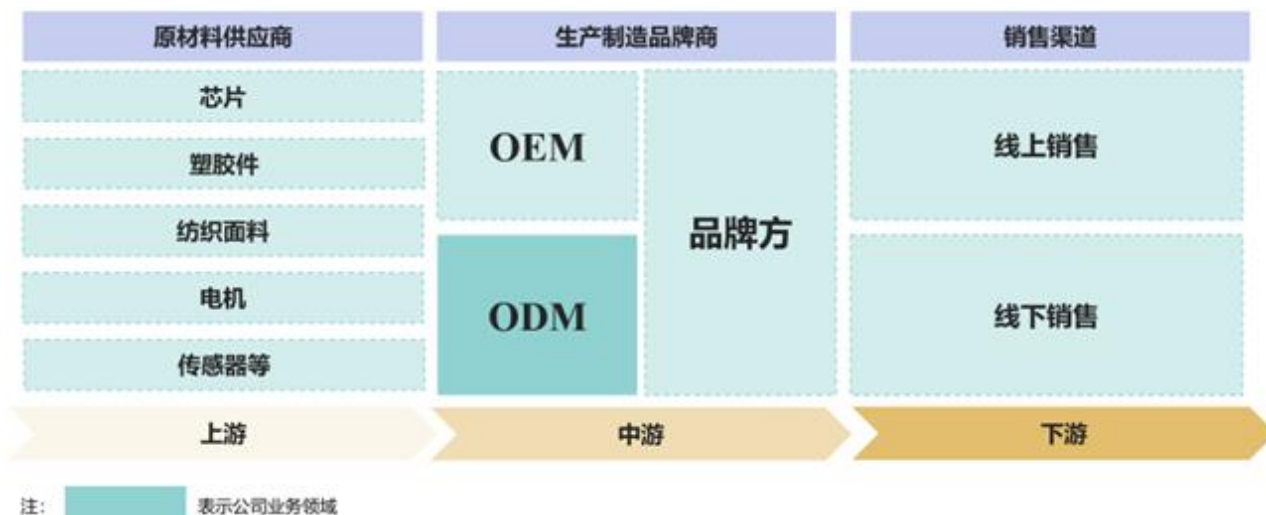 原材料供应商
芯片
塑胶件
纺织面料
电机
传感器等
上游
生产制造品牌商
OEM
ODM
品牌方
中游
销售渠道
线上销售
线下销售
下游
注：
表示公司业务领域